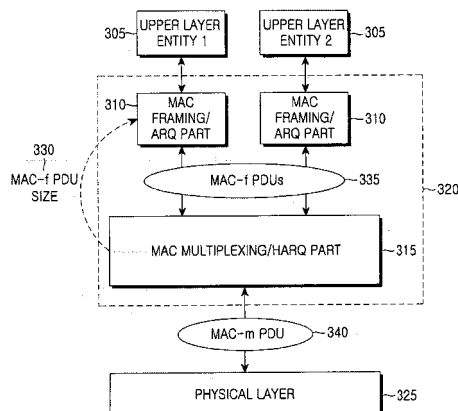 305
UPPER LAYER
ENTITY 1
UPPER LAYER
ENTITY 2
305
310
MAC
FRAMING/
ARQ PART
MAC
FRAMING/
ARQ PART
310
330
MAC-f PDU
SIZE
MAC-f PDUs
335
320
MAC MULTIPLEXING/HARQ PART
315
MAC-m PDU
340
PHYSICAL LAYER
325